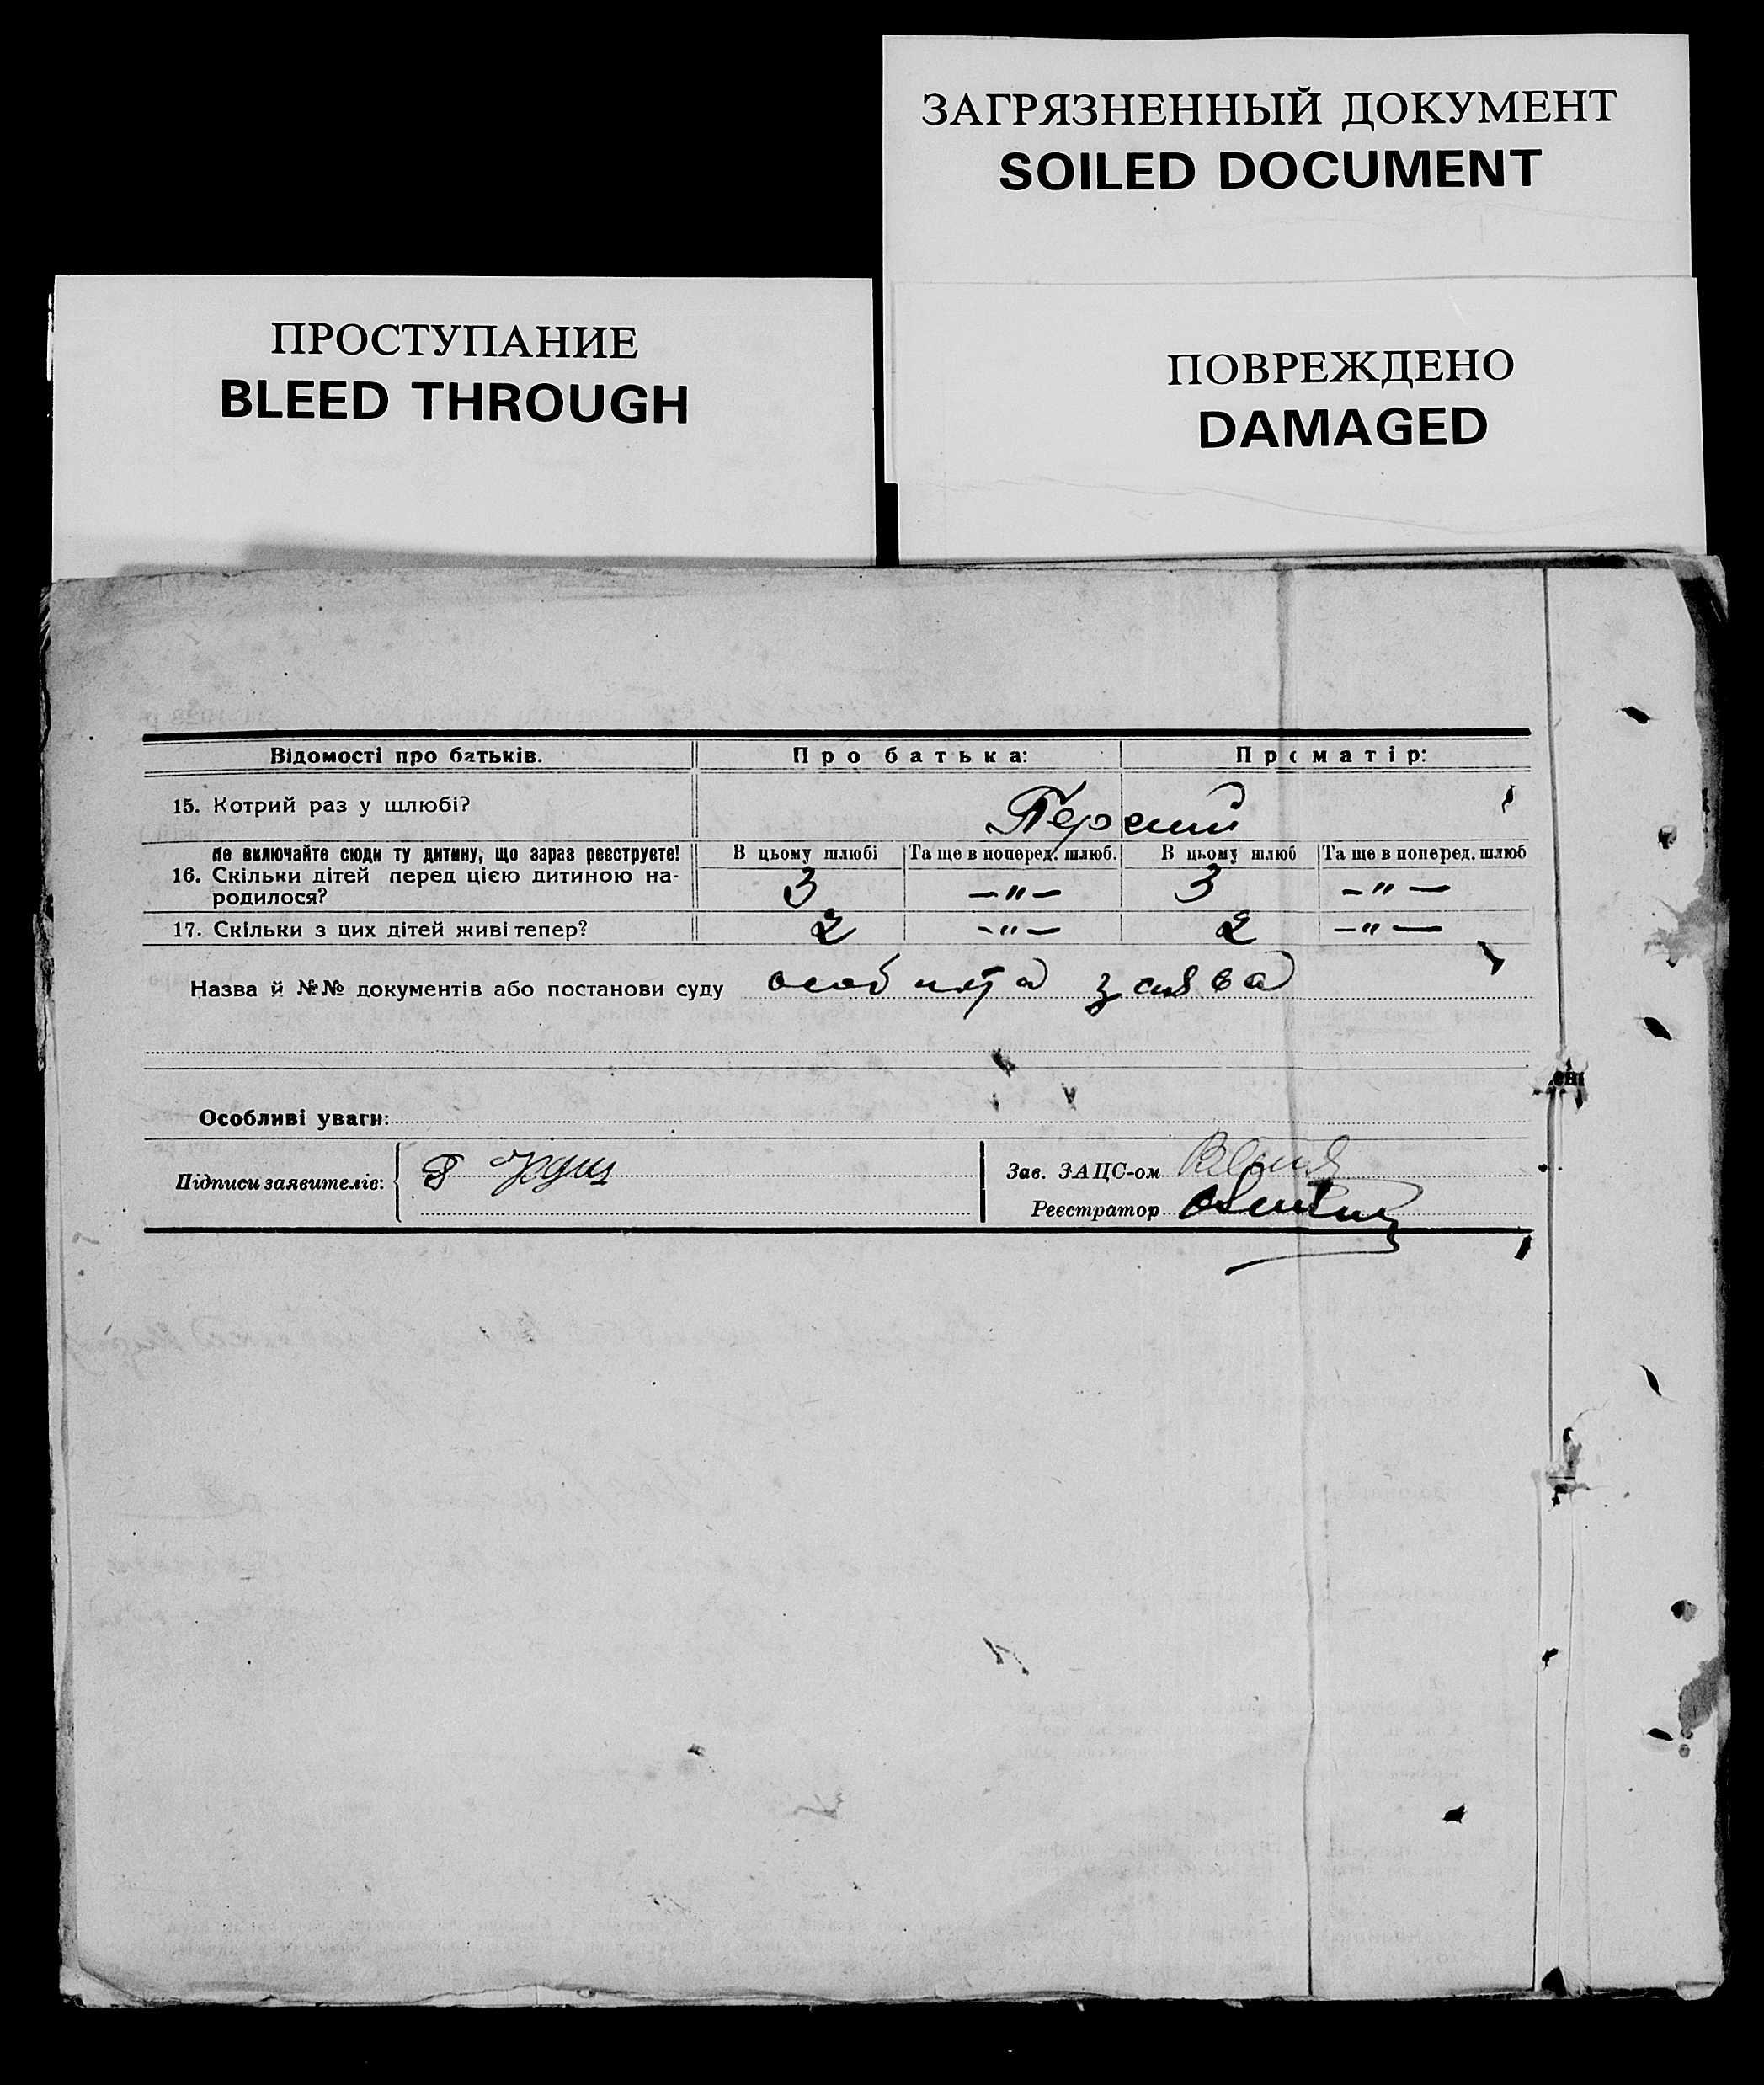 ЗАГРЯЗНЕННЫЙ ДОКУМЕНТ
SOILED DOCUMENT
ПРОСТУПАНИЕ
BLEED THROUGH
ПОВРЕЖДЕНО
DAMAGED
Відомості про батьків. Про батька: Про матір:
15. Котрий раз у шлюбі? Перший
Не включайте сюди ту дитину, що зараз реєструєте! В цьому шлюбі Та ще в поперед. шлюб. В цьому шлюб Та ще в поперед. шлюб
16. Скільки дітей перед цією дитиною на- 3 —"— 3 —"—
родилося?
17. Скільки з цих дітей живі тепер? 2 —"— 2 —"—
Назва й №№ документів або постанови суду особиста заява
Особливі уваги:
Підписи заявителів: Зав. ЗАЦС-ом
Реєстратор